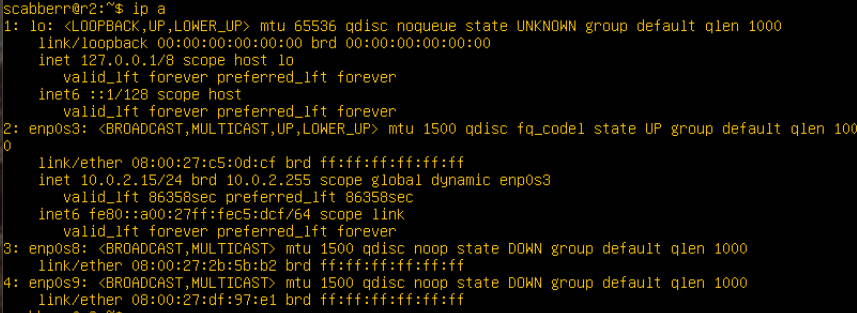 scabberr@r2:~$ ip a
1: lo: <LOOPBACK,UP,LOWER_UP> mtu 65536 qdisc noqueue state UNKNOWN group default qlen 1000
    link/loopback 00:00:00:00:00:00 brd 00:00:00:00:00:00
    inet 127.0.0.1/8 scope host lo
       valid_lft forever preferred_lft forever
    inet6 ::1/128 scope host
       valid_lft forever preferred_lft forever
2: enp0s3: <BROADCAST,MULTICAST,UP,LOWER_UP> mtu 1500 qdisc fq_codel state UP group default qlen 100
0
    link/ether 08:00:27:c5:0d:cf brd ff:ff:ff:ff:ff:ff
    inet 10.0.2.15/24 brd 10.0.2.255 scope global dynamic enp0s3
       valid_lft 86358sec preferred_lft 86358sec
    inet6 fe80::a00:27ff:fec5:dcf/64 scope link
       valid_lft forever preferred_lft forever
3: enp0s8: <BROADCAST,MULTICAST> mtu 1500 qdisc noop state DOWN group default qlen 1000
    link/ether 08:00:27:2b:5b:b2 brd ff:ff:ff:ff:ff:ff
4: enp0s9: <BROADCAST,MULTICAST> mtu 1500 qdisc noop state DOWN group default qlen 1000
    link/ether 08:00:27:df:97:e1 brd ff:ff:ff:ff:ff:ff